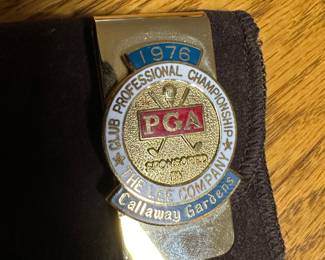 1976
CLUB PROFESSIONAL CHAMPIONSHIP
PGA
SPONSORED
BY
THE LEE COMPANY
Callaway Gardens